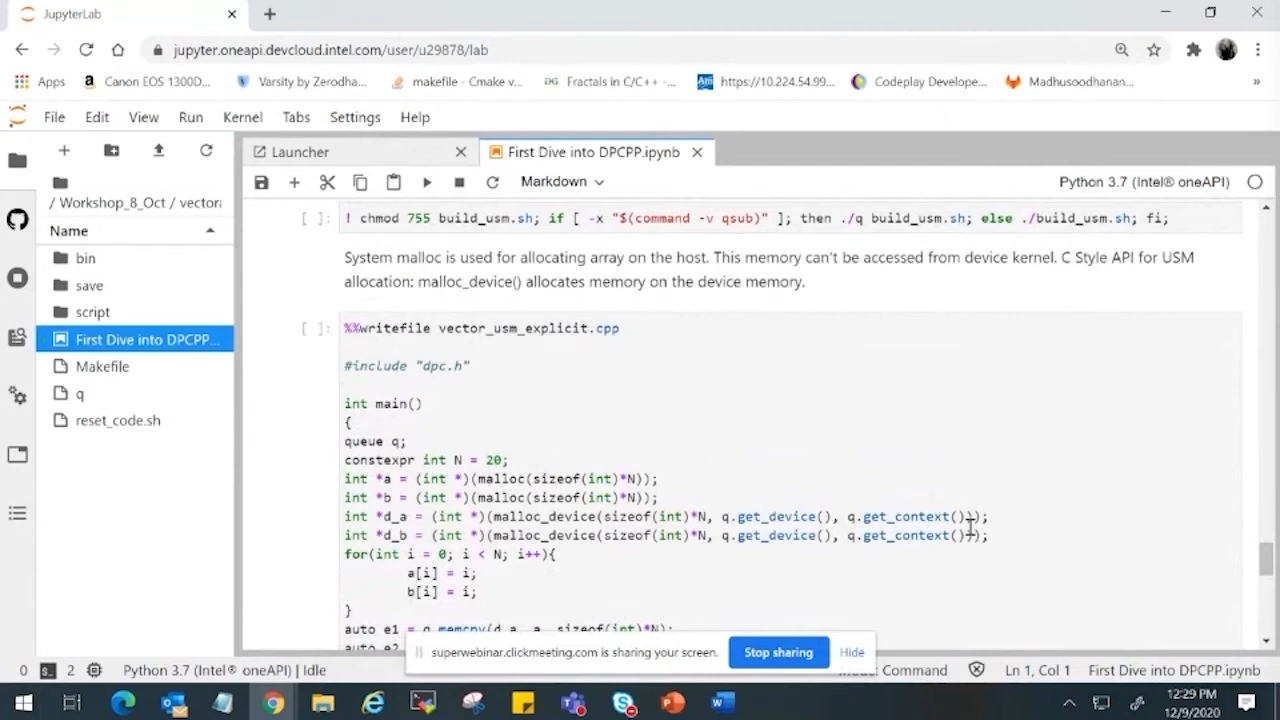 JupyterLab
jupyter.oneapi.devcloud.intel.com/user/u29878/lab
Apps
Canon EOS 1300D...
Varsity by Zerodha...
makefile - Cmake v...
Fractals in C/C++ -...
https://10.224.54.99...
Codeplay Develope...
Madhusoodhanan...
»
File Edit View Run Kernel Tabs Settings Help
Launcher
First Dive into DPCPP.ipynb
Markdown
Python 3.7 (Intel® oneAPI)
/ Workshop_8_Oct / vector
Name
bin
save
script
First Dive into DPCPP...
Makefile
q
reset_code.sh
[ ]: ! chmod 755 build_usm.sh; if [ -x "$(command -v qsub)" ]; then ./q build_usm.sh; else ./build_usm.sh; fi;
System malloc is used for allocating array on the host. This memory can't be accessed from device kernel. C Style API for USM
allocation: malloc_device() allocates memory on the device memory.
[ ]: %%writefile vector_usm_explicit.cpp
#include "dpc.h"
int main()
{
queue q;
constexpr int N = 20;
int *a = (int *)(malloc(sizeof(int)*N));
int *b = (int *)(malloc(sizeof(int)*N));
int *d_a = (int *)(malloc_device(sizeof(int)*N, q.get_device(), q.get_context()));
int *d_b = (int *)(malloc_device(sizeof(int)*N, q.get_device(), q.get_context()));
for(int i = 0; i < N; i++){
a[i] = i;
b[i] = i;
}
auto e1 = q.memcpy(d_a, a, sizeof(int)*N);
auto e2
superwebinar.clickmeeting.com is sharing your screen.
Stop sharing
Hide
0
2
Python 3.7 (Intel® oneAPI) | Idle
Command
Ln 1, Col 1
First Dive into DPCPP.ipynb
12:29 PM
12/9/2020